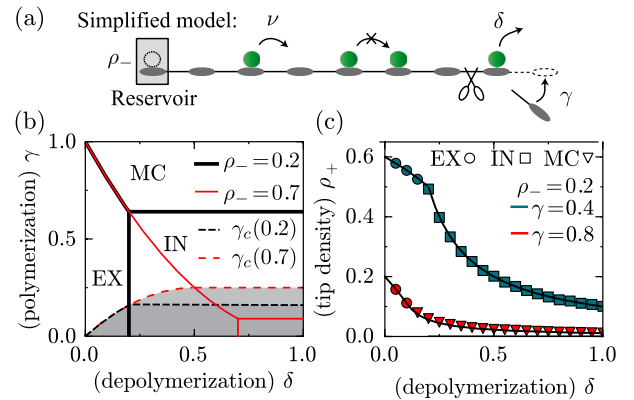 (a) Simplified model:
ν
δ
ρ₋
Reservoir
γ
(b)
(polymerization) γ
1.0
0.5
0.0
MC
IN
EX
ρ₋=0.2
ρ₋=0.7
γc(0.2)
γc(0.7)
0.0 0.5 1.0
(depolymerization) δ
(c)
(tip density) ρ₊
0.6
0.4
0.2
0.0
EX○ IN□ MC▽
ρ₋=0.2
γ=0.4
γ=0.8
0.0 0.5 1.0
(depolymerization) δ